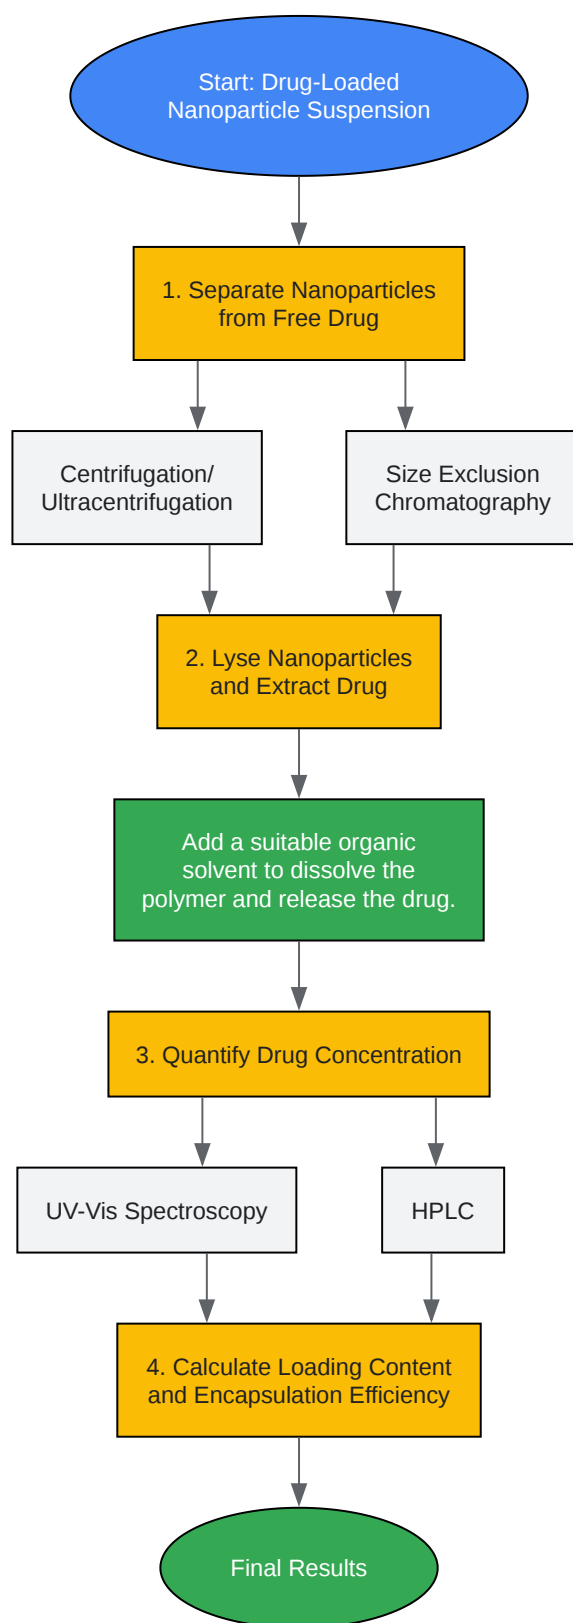 Start: Drug-Loaded
Nanoparticle Suspension
1. Separate Nanoparticles
from Free Drug
Centrifugation/
Ultracentrifugation
Size Exclusion
Chromatography
2. Lyse Nanoparticles
and Extract Drug
Add a suitable organic
solvent to dissolve the
polymer and release the drug.
3. Quantify Drug Concentration
UV-Vis Spectroscopy
HPLC
4. Calculate Loading Content
and Encapsulation Efficiency
Final Results